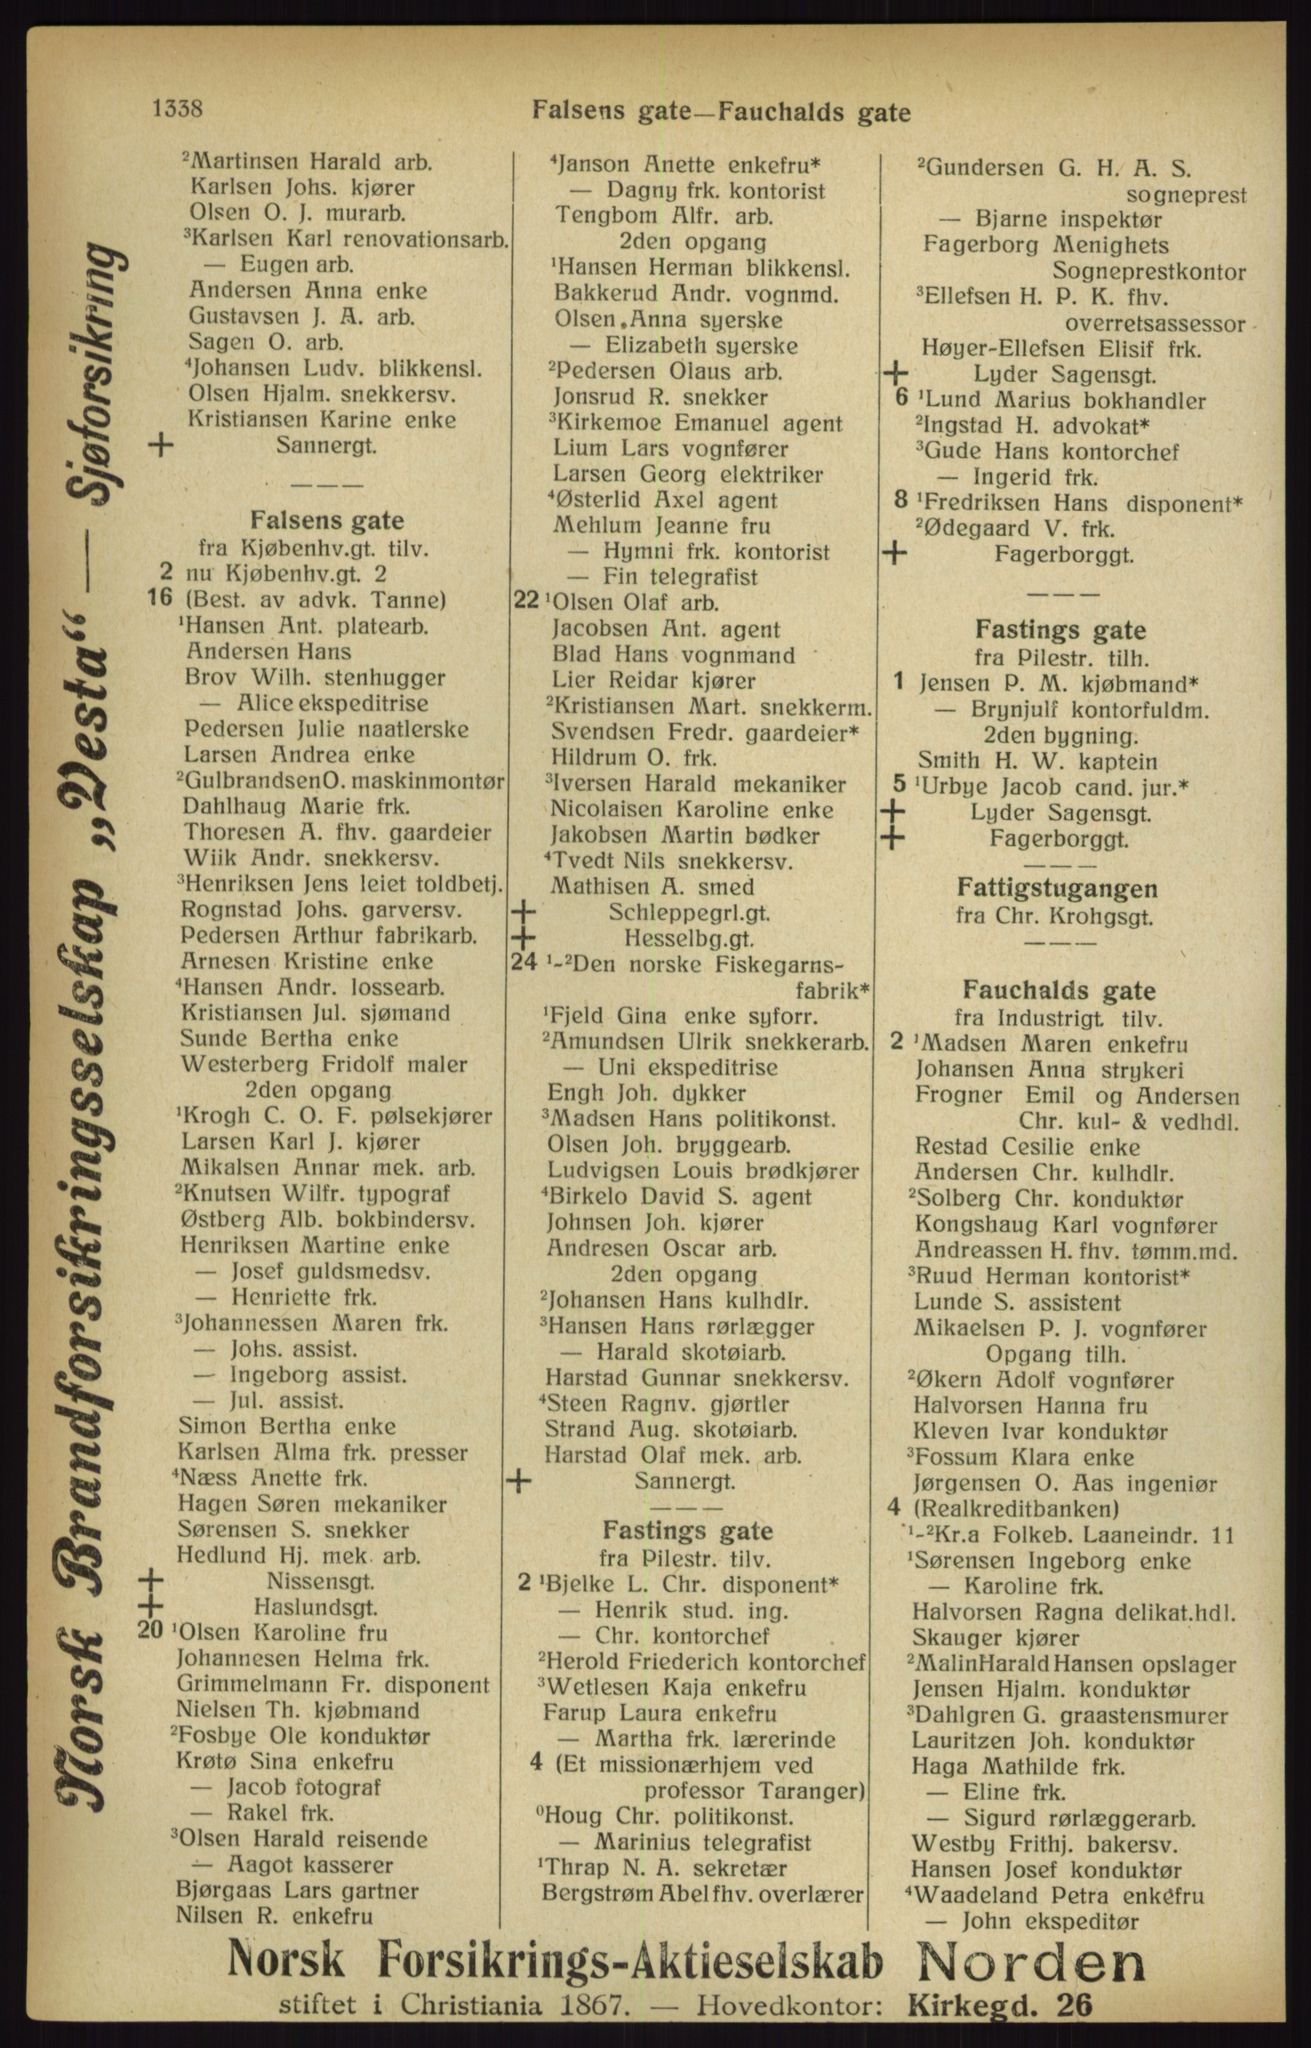 1338
Falsens gate—Fauchalds gate
²Martinsen Harald arb.
Karlsen Johs. kjører
Olsen O. J. murarb.
³Karlsen Karl renovationsarb.
— Eugen arb.
Andersen Anna enke
Gustavsen J. A. arb.
Sagen O. arb.
⁴Johansen Ludv. blikkensl.
Olsen Hjalm. snekkersv.
Kristiansen Karine enke
+ Sannergt.
———
Falsens gate
fra Kjøbenhv.gt. tilv.
2 nu Kjøbenhv.gt. 2
16 (Best. av advk. Tanne)
¹Hansen Ant. platearb.
Andersen Hans
Brov Wilh. stenhugger
— Alice ekspeditrise
Pedersen Julie naatlerske
Larsen Andrea enke
²Gulbrandsen O. maskinmontør
Dahlhaug Marie frk.
Thoresen A. fhv. gaardeier
Wiik Andr. snekkersv.
³Henriksen Jens leiet toldbetj.
Rognstad Johs. garversv.
Pedersen Arthur fabrikarb.
Arnesen Kristine enke
⁴Hansen Andr. lossearb.
Kristiansen Jul. sjømand
Sunde Bertha enke
Westerberg Fridolf maler
2den opgang
¹Krogh C. O. F. pølsekjører
Larsen Karl J. kjører
Mikalsen Annar mek. arb.
²Knutsen Wilfr. typograf
Østberg Alb. bokbindersv.
Henriksen Martine enke
— Josef guldsmedsv.
— Henriette frk.
³Johannessen Maren frk.
— Johs. assist.
— Ingeborg assist.
— Jul. assist.
Simon Bertha enke
Karlsen Alma frk. presser
⁴Næss Anette frk.
Hagen Søren mekaniker
Sørensen S. snekker
Hedlund Hj. mek. arb.
+ Nissensgt.
+ Haslundsgt.
20 ¹Olsen Karoline fru
Johannesen Helma frk.
Grimmelmann Fr. disponent
Nielsen Th. kjøbmand
²Fosbye Ole konduktør
Krøtø Sina enkefru
— Jacob fotograf
— Rakel frk.
³Olsen Harald reisende
— Aagot kasserer
Bjørgaas Lars gartner
Nilsen R. enkefru
⁴Janson Anette enkefru*
— Dagny frk. kontorist
Tengbom Alfr. arb.
2den opgang
¹Hansen Herman blikkensl.
Bakkerud Andr. vognmd.
Olsen Anna syerske
— Elizabeth syerske
²Pedersen Olaus arb.
Jonsrud R. snekker
³Kirkemoe Emanuel agent
Lium Lars vognfører
Larsen Georg elektriker
⁴Østerlid Axel agent
Mehlum Jeanne fru
— Hymni frk. kontorist
— Fin telegrafist
22 ¹Olsen Olaf arb.
Jacobsen Ant. agent
Blad Hans vognmand
Lier Reidar kjører
²Kristiansen Mart. snekkerm.
Svendsen Fredr. gaardeier*
Hildrum O. frk.
³Iversen Harald mekaniker
Nicolaisen Karoline enke
Jakobsen Martin bødker
⁴Tvedt Nils snekkersv.
Mathisen A. smed
+ Schleppegrl.gt.
+ Hesselbg.gt.
24 ¹-²Den norske Fiskegarns-
fabrik*
¹Fjeld Gina enke syforr.
²Amundsen Ulrik snekkerarb.
— Uni ekspeditrise
Engh Joh. dykker
³Madsen Hans politikonst.
Olsen Joh. bryggearb.
Ludvigsen Louis brødkjører
⁴Birkelo David S. agent
Johnsen Joh. kjører
Andresen Oscar arb.
2den opgang
²Johansen Hans kulhdlr.
³Hansen Hans rørlægger
— Harald skotøiarb.
Harstad Gunnar snekkersv.
⁴Steen Ragnv. gjørtler
Strand Aug. skotøiarb.
Harstad Olaf mek. arb.
+ Sannergt.
———
Fastings gate
fra Pilestr. tilv.
2 ¹Bjelke L. Chr. disponent*
— Henrik stud. ing.
— Chr. kontorchef
²Herold Friederich kontorchef
³Wetlesen Kaja enkefru
Farup Laura enkefru
— Martha frk. lærerinde
4 (Et missionærhjem ved
professor Taranger)
⁰Houg Chr. politikonst.
— Marinius telegrafist
¹Thrap N. A. sekretær
Bergstrøm Abel fhv. overlærer
²Gundersen G. H. A. S.
sogneprest
— Bjarne inspektør
Fagerborg Menighets
Sogneprestkontor
³Ellefsen H. P. K. fhv.
overretsassessor
Høyer-Ellefsen Elisif frk.
+ Lyder Sagensgt.
6 ¹Lund Marius bokhandler
²Ingstad H. advokat*
³Gude Hans kontorchef
— Ingerid frk.
8 ¹Fredriksen Hans disponent*
²Ødegaard V. frk.
+ Fagerborggt.
———
Fastings gate
fra Pilestr. tilh.
1 Jensen P. M. kjøbmand*
— Brynjulf kontorfuldm.
2den bygning.
Smith H. W. kaptein
5 ¹Urbye Jacob cand. jur.*
+ Lyder Sagensgt.
+ Fagerborggt.
———
Fattigstugangen
fra Chr. Krohgsgt.
———
Fauchalds gate
fra Industrigt. tilv.
2 ¹Madsen Maren enkefru
Johansen Anna strykeri
Frogner Emil og Andersen
Chr. kul- & vedhdl.
Restad Cesilie enke
Andersen Chr. kulhdlr.
²Solberg Chr. konduktør
Kongshaug Karl vognfører
Andreassen H. fhv. tømm.md.
³Ruud Herman kontorist*
Lunde S. assistent
Mikaelsen P. J. vognfører
Opgang tilh.
²Økern Adolf vognfører
Halvorsen Hanna fru
Kleven Ivar konduktør
³Fossum Klara enke
Jørgensen O. Aas ingeniør
4 (Realkreditbanken)
¹-²Kr.a Folkeb. Laaneindr. 11
¹Sørensen Ingeborg enke
— Karoline frk.
Halvorsen Ragna delikat.hdl.
Skauger kjører
²Malin Harald Hansen opslager
Jensen Hjalm. konduktør
³Dahlgren G. graastensmurer
Lauritzen Joh. konduktør
Haga Mathilde frk.
— Eline frk.
— Sigurd rørlæggerarb.
Westby Frithj. bakersv.
Hansen Josef konduktør
⁴Waadeland Petra enkefru
— John ekspeditør
Norsk Brandforsikringsselskap „Vesta“ — Sjøforsikring
Norsk Forsikrings-Aktieselskab Norden
stiftet i Christiania 1867. — Hovedkontor: Kirkegd. 26